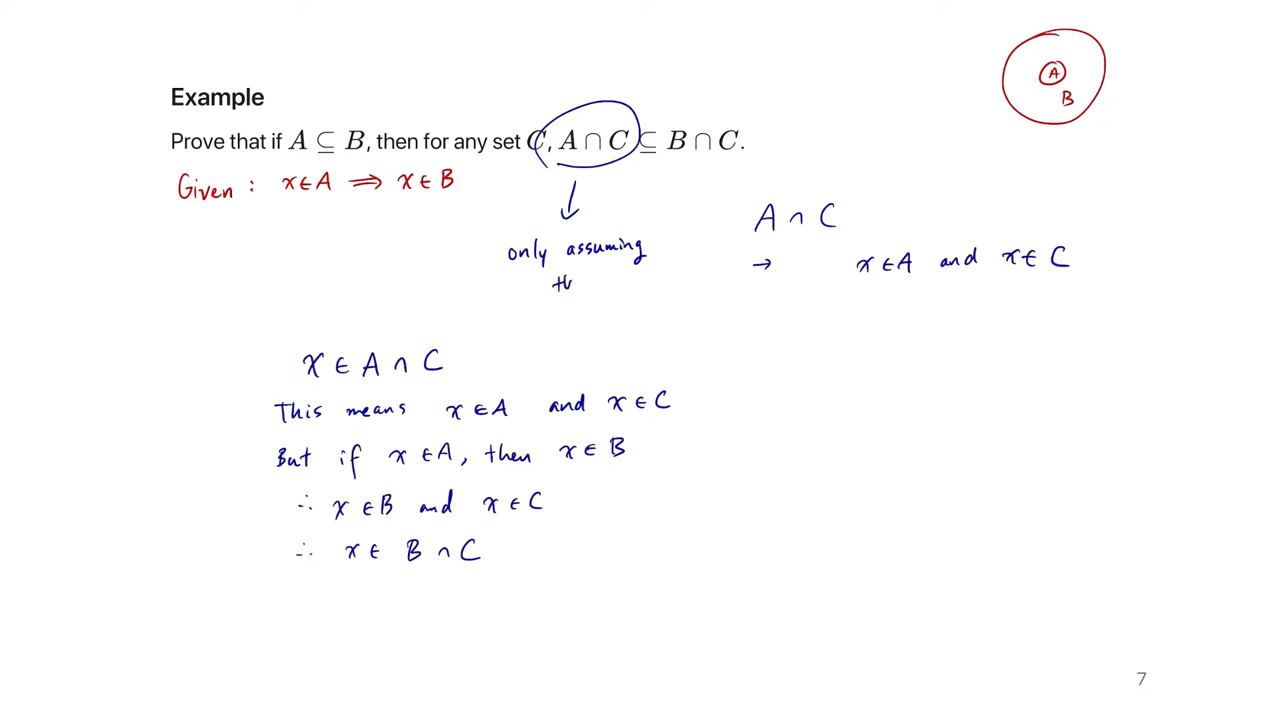 A
B
Example
Prove that if A ⊆ B, then for any set C, A ∩ C ⊆ B ∩ C.
Given : x∈A ⟹ x∈B
A ∩ C
only assuming
→ x∈A and x∈C
x ∈ A ∩ C
This means x∈A and x∈C
But if x∈A, then x∈B
∴ x∈B and x∈C
∴ x∈ B ∩ C
7